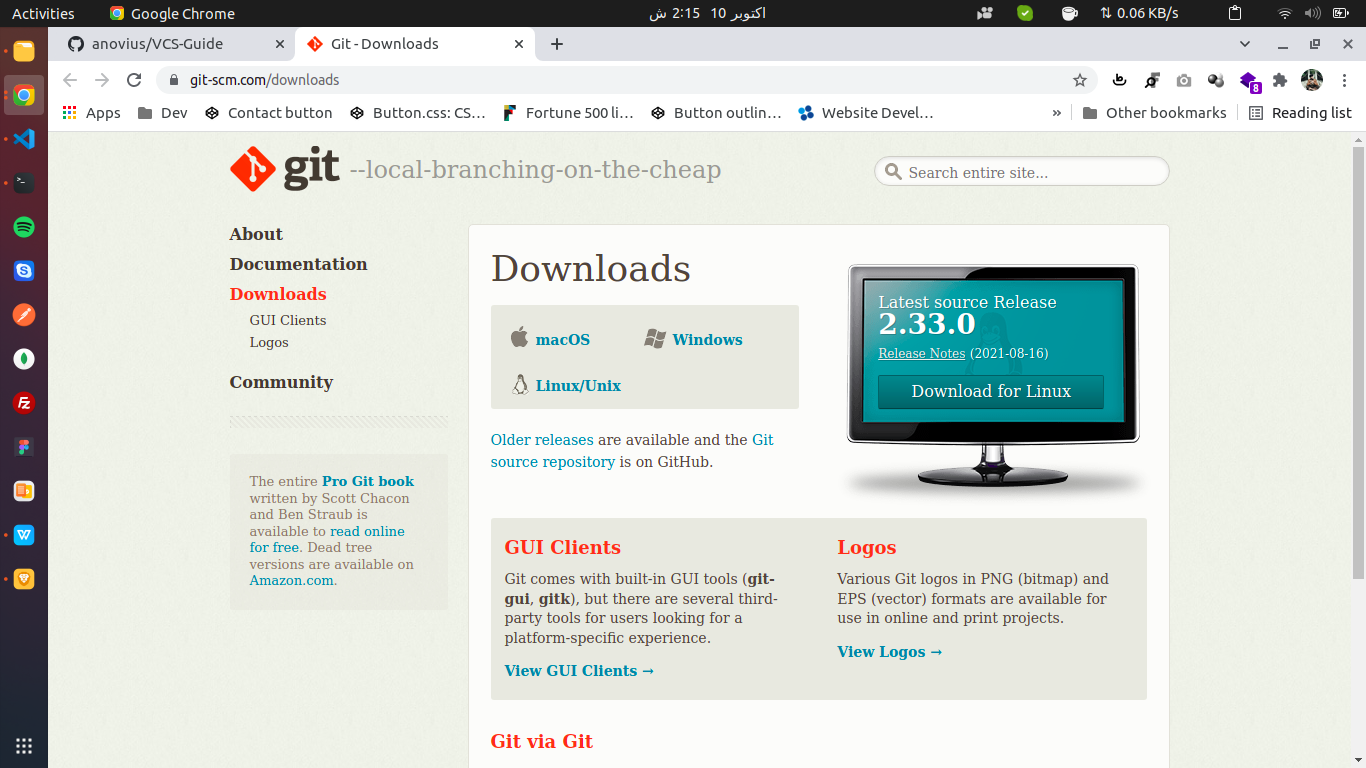 Activities
Google Chrome
اکتوبر 10  2:15 ش
0.06 KB/s
anovius/VCS-Guide
Git - Downloads
git-scm.com/downloads
8
Apps
Dev
Contact button
Button.css: CS…
Fortune 500 li…
Button outlin…
Website Devel…
»
Other bookmarks
Reading list
git --local-branching-on-the-cheap
Search entire site...
About
Documentation
Downloads
GUI Clients
Logos
Community
The entire Pro Git book
written by Scott Chacon
and Ben Straub is
available to read online
for free. Dead tree
versions are available on
Amazon.com.
Downloads
macOS
Windows
Linux/Unix
Older releases are available and the Git
source repository is on GitHub.
Latest source Release
2.33.0
Release Notes (2021-08-16)
Download for Linux
GUI Clients
Git comes with built-in GUI tools (git-
gui, gitk), but there are several third-
party tools for users looking for a
platform-specific experience.
View GUI Clients →
Logos
Various Git logos in PNG (bitmap) and
EPS (vector) formats are available for
use in online and print projects.
View Logos →
Git via Git